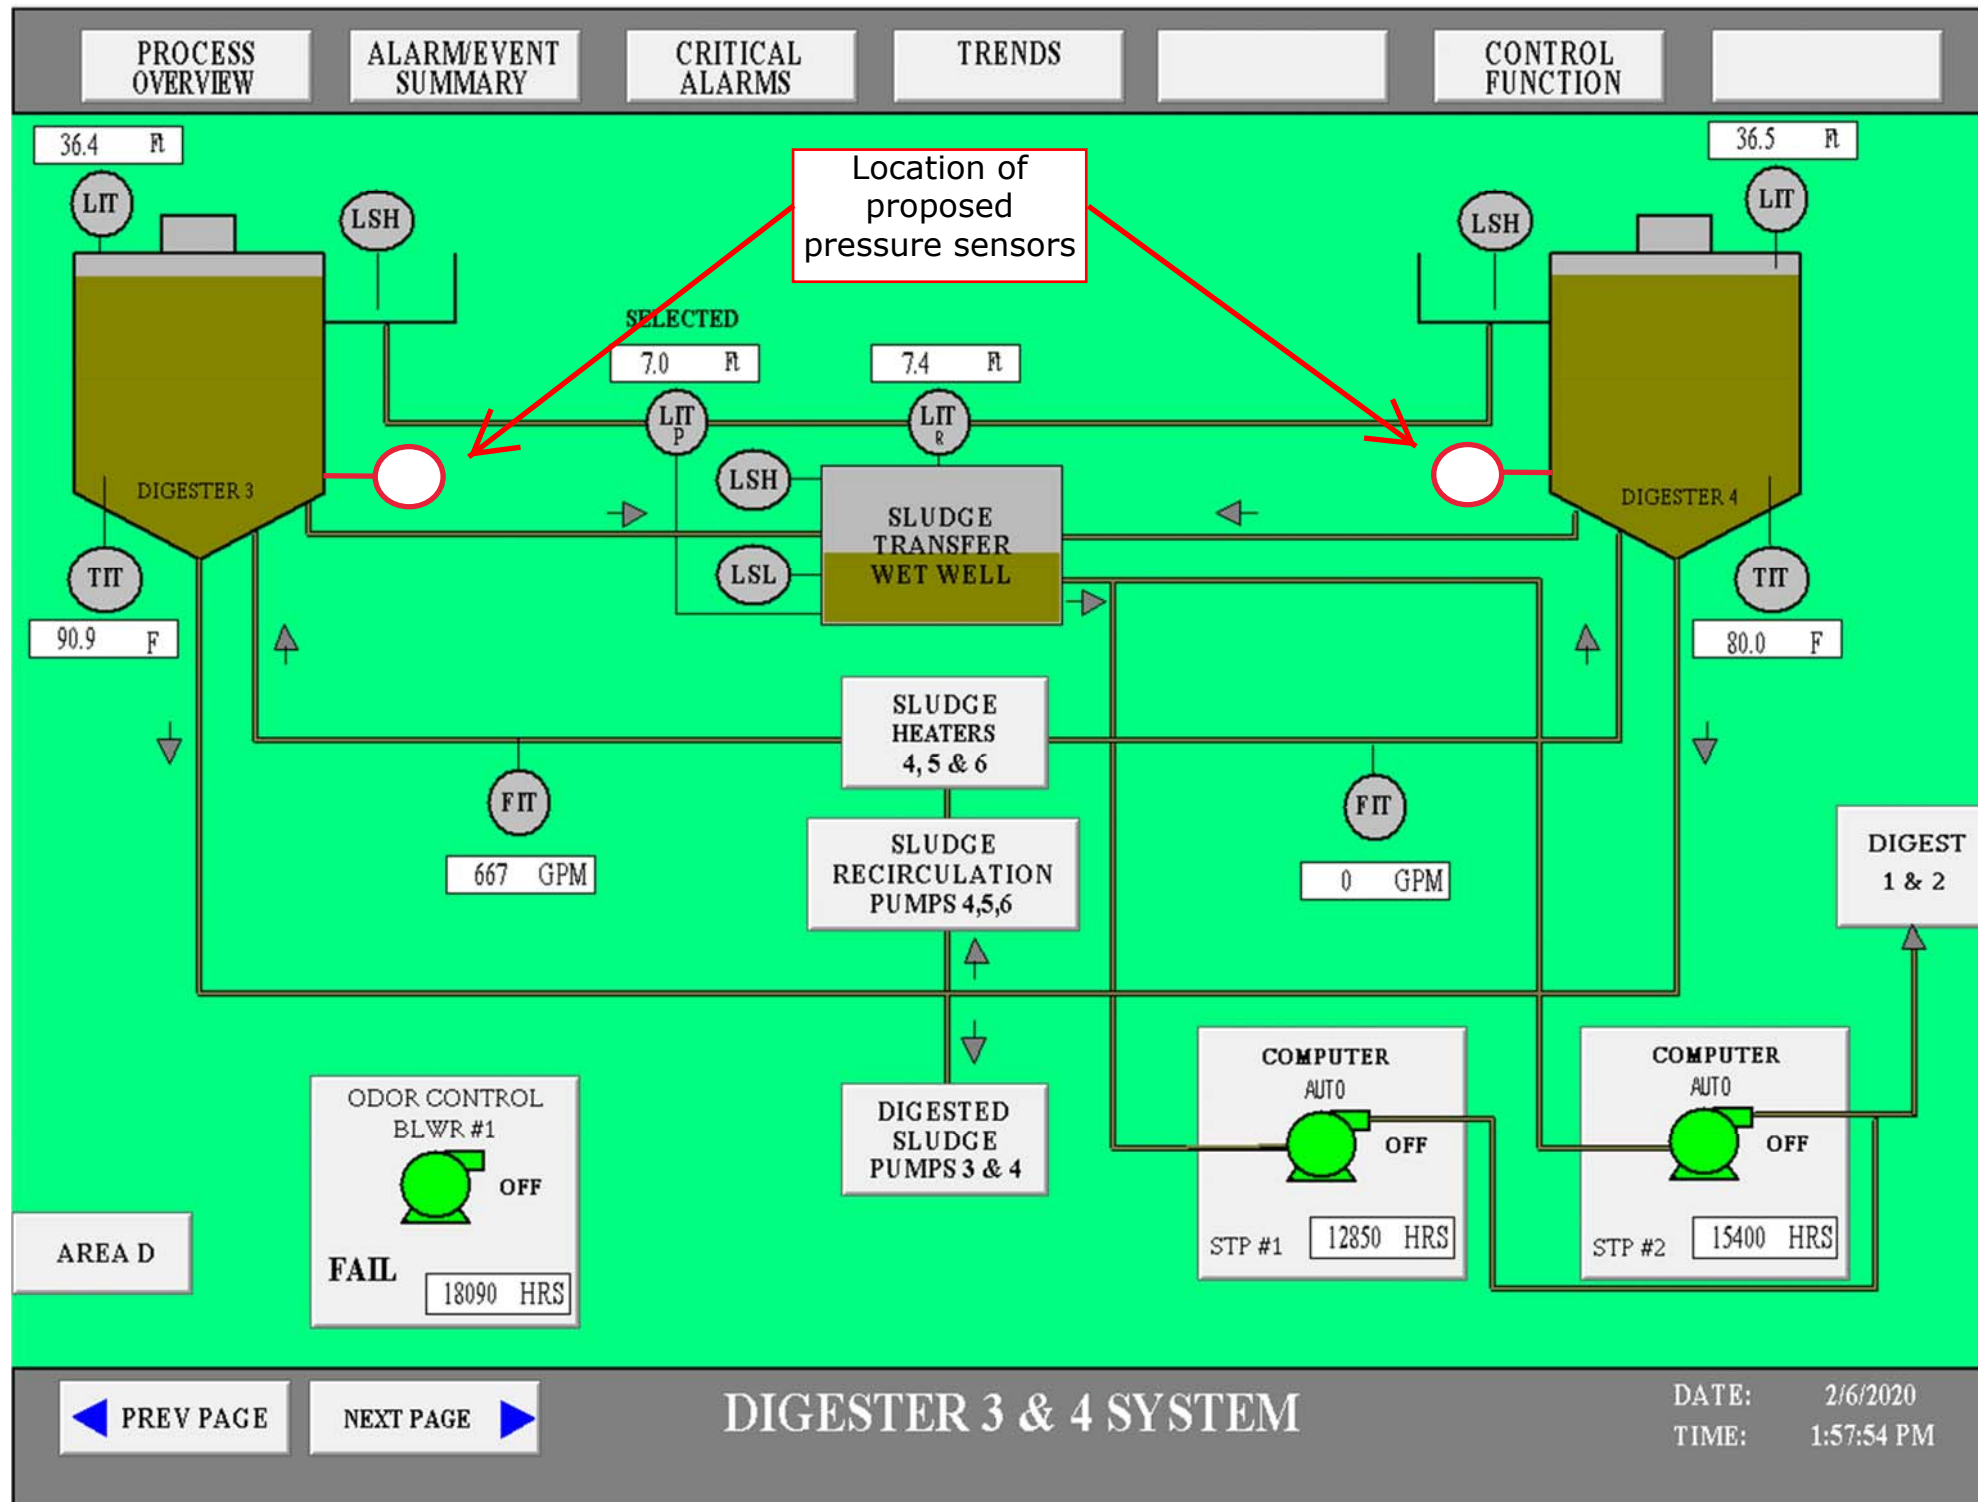 PROCESS
OVERVIEW
ALARM/EVENT
SUMMARY
CRITICAL
ALARMS
TRENDS
CONTROL
FUNCTION
36.4 Ft
36.5 Ft
Location of
proposed
pressure sensors
LIT
LSH
LSH
LIT
SELECTED
7.0 Ft
7.4 Ft
LIT
P
LIT
R
LSH
DIGESTER 3
DIGESTER 4
SLUDGE
TRANSFER
WET WELL
LSL
TIT
TIT
90.9 F
80.0 F
SLUDGE
HEATERS
4, 5 & 6
FIT
FIT
SLUDGE
RECIRCULATION
PUMPS 4,5,6
667 GPM
0 GPM
DIGEST
1 & 2
ODOR CONTROL
BLWR #1
OFF
FAIL
18090 HRS
DIGESTED
SLUDGE
PUMPS 3 & 4
COMPUTER
AUTO
OFF
STP #1
12850 HRS
COMPUTER
AUTO
OFF
STP #2
15400 HRS
AREA D
PREV PAGE
NEXT PAGE
DIGESTER 3 & 4 SYSTEM
DATE: 2/6/2020
TIME: 1:57:54 PM